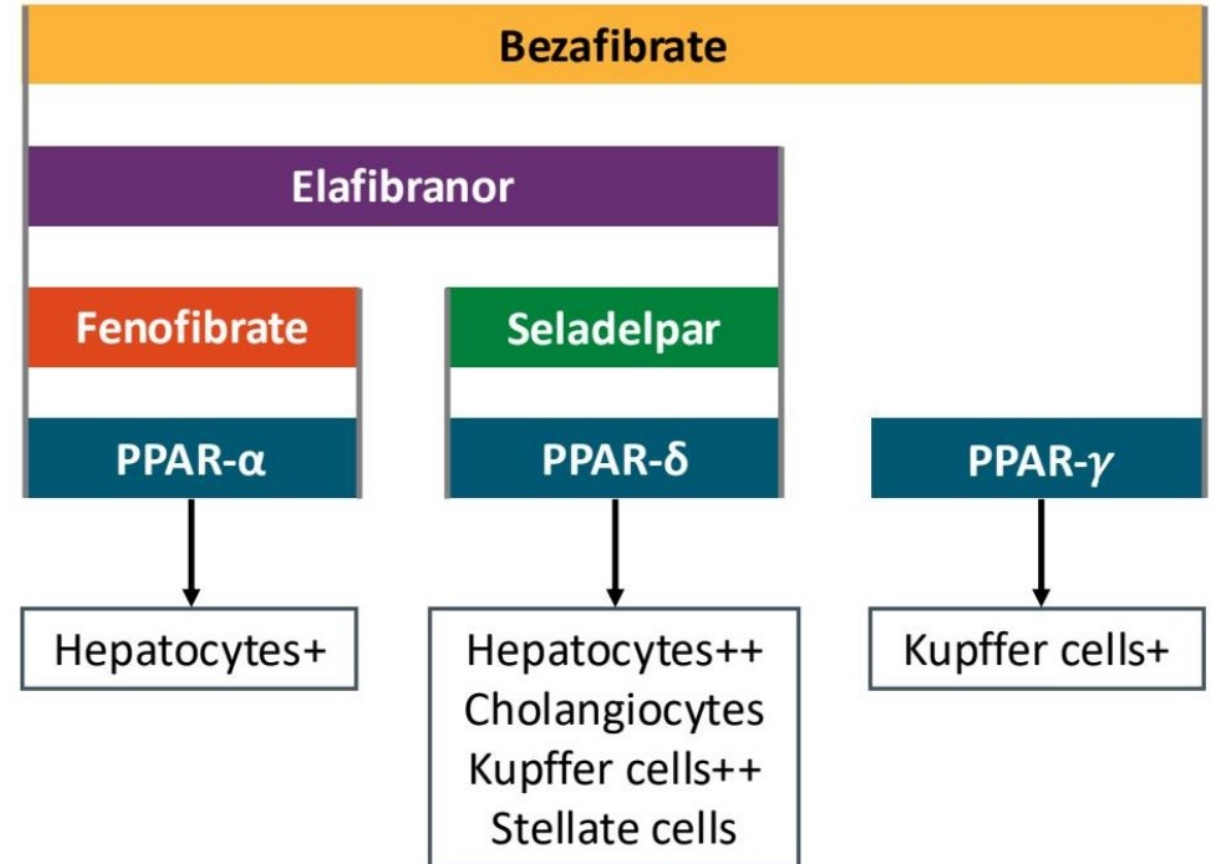 Bezafibrate
Elafibranor
Fenofibrate
Seladelpar
PPAR-α
PPAR-δ
PPAR-γ
Hepatocytes+
Hepatocytes++
Cholangiocytes
Kupffer cells++
Stellate cells
Kupffer cells+